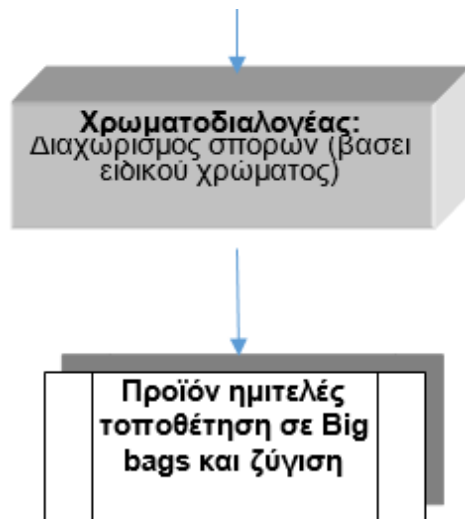 Χρωματοδιαλογέας:
Διαχωρισμος σπορων (βασει
ειδικού χρώματος)
Προϊόν ημιτελές
τοποθέτηση σε Big
bags και ζύγιση